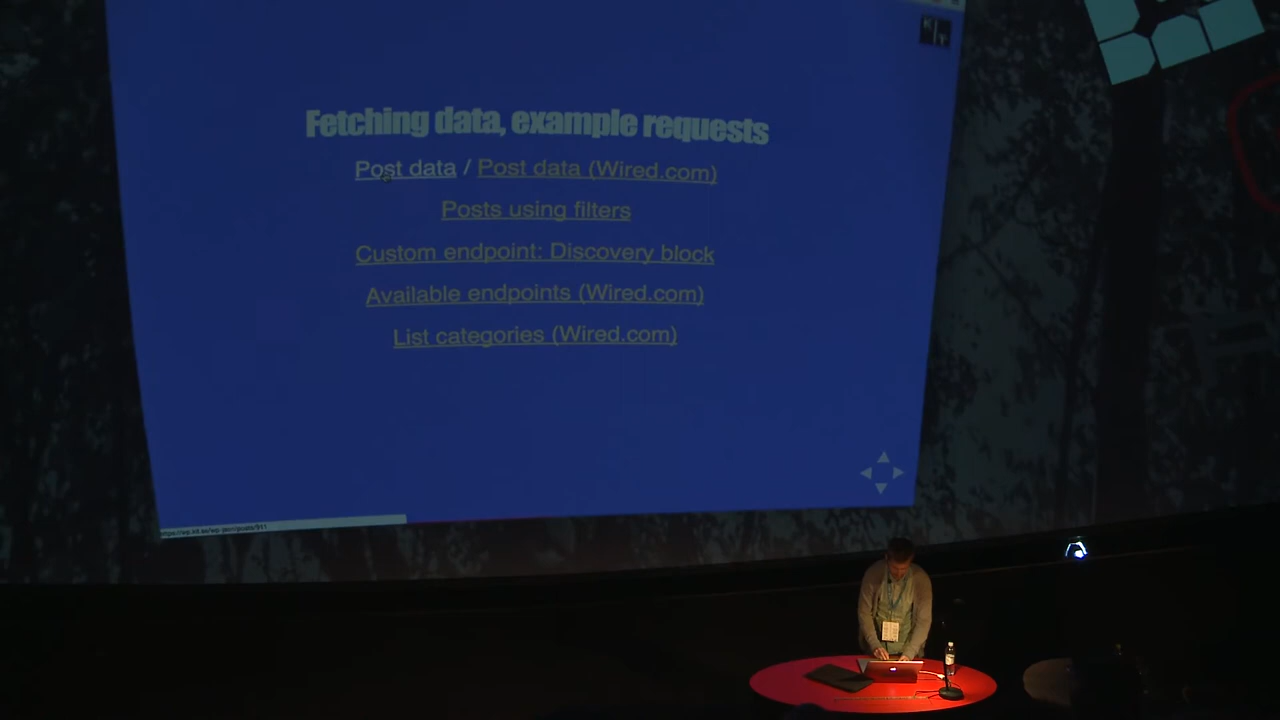 K T
Fetching data, example requests
Post data / Post data (Wired.com)
Posts using filters
Custom endpoint: Discovery block
Available endpoints (Wired.com)
List categories (Wired.com)